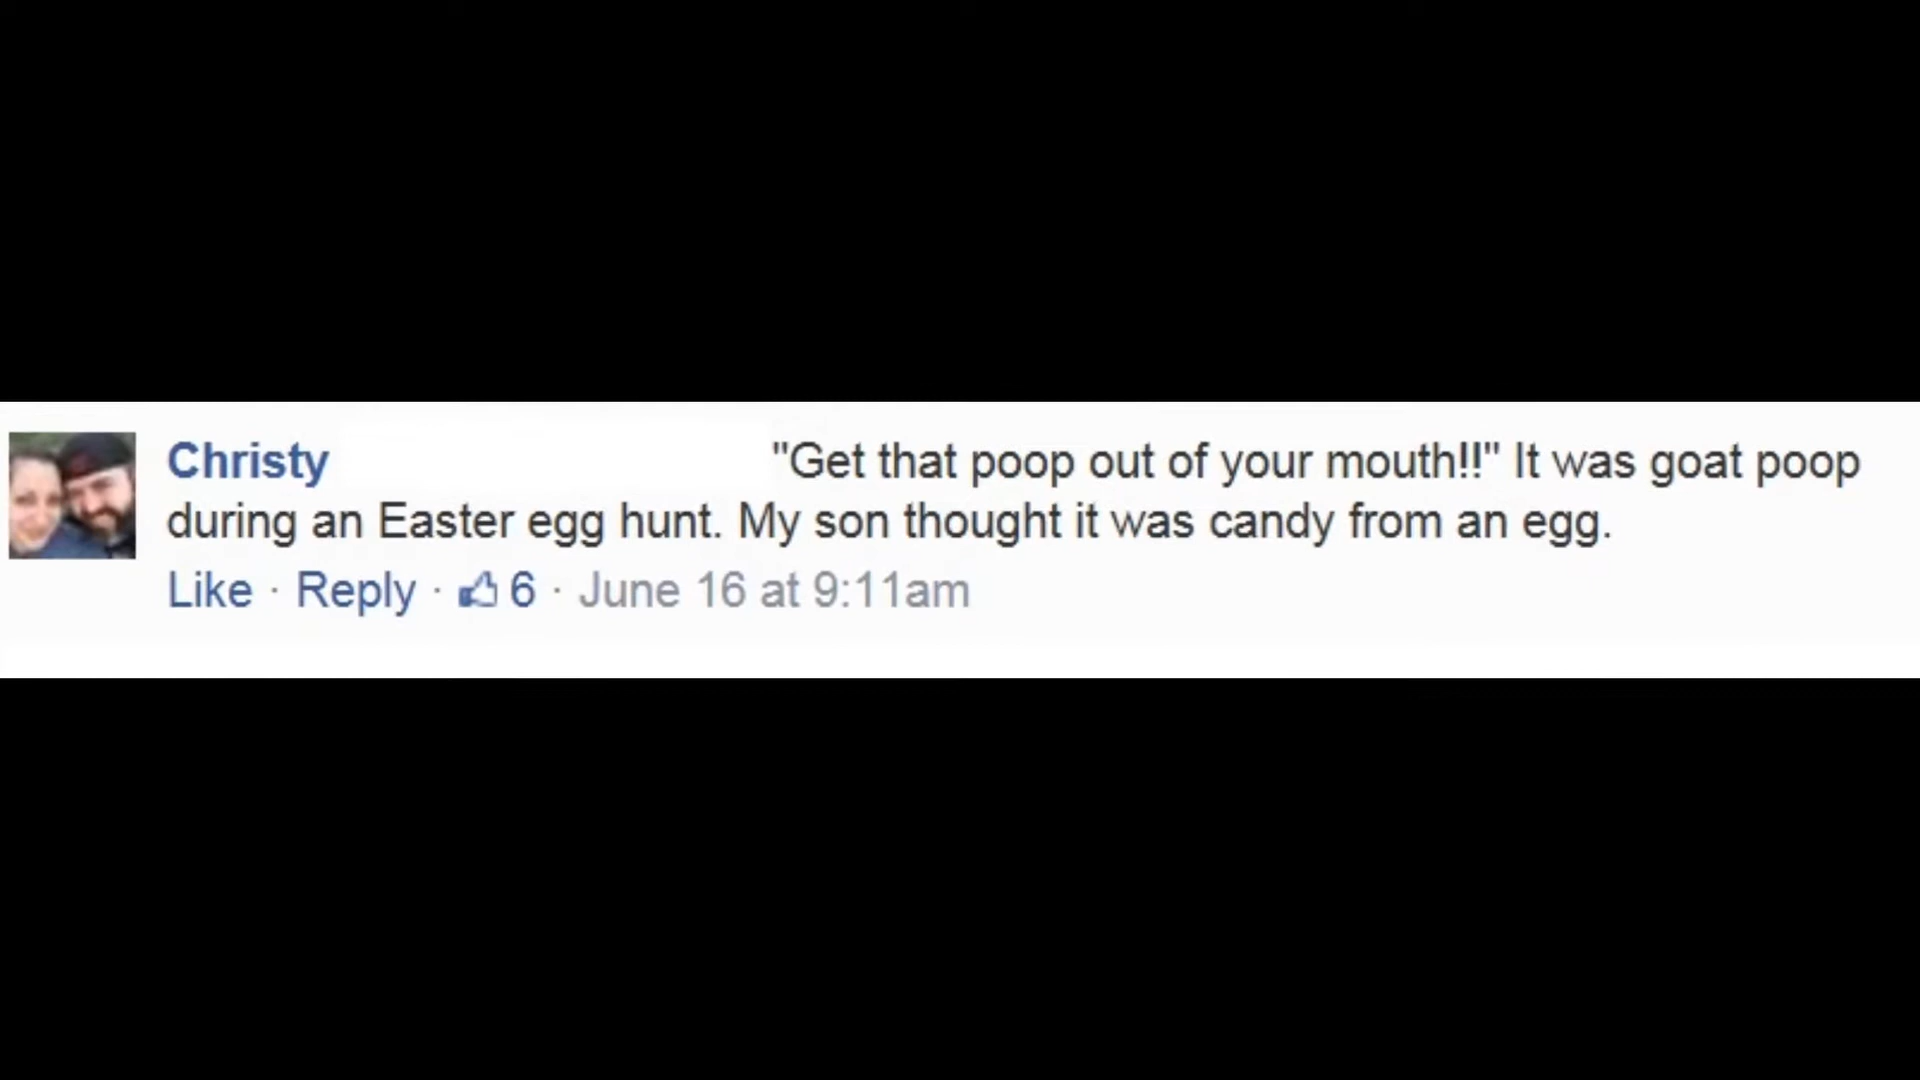 Christy "Get that poop out of your mouth!!" It was goat poop
during an Easter egg hunt. My son thought it was candy from an egg.
Like · Reply · 6 · June 16 at 9:11am